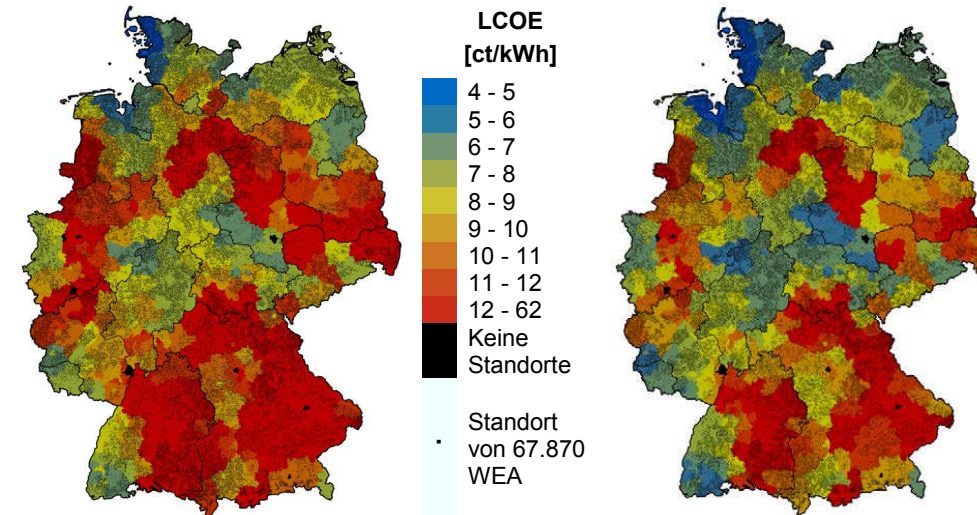 LCOE
[ct/kWh]
4 - 5
5 - 6
6 - 7
7 - 8
8 - 9
9 - 10
10 - 11
11 - 12
12 - 62
Keine
Standorte
Standort
von 67.870
WEA